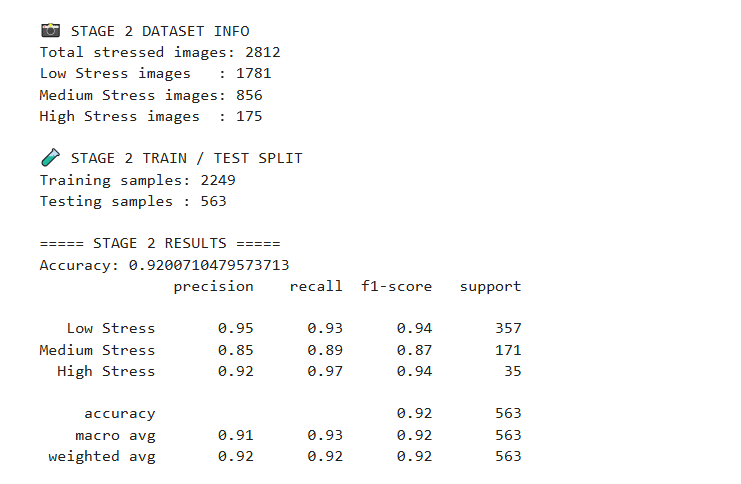 📷 STAGE 2 DATASET INFO
Total stressed images: 2812
Low Stress images   : 1781
Medium Stress images: 856
High Stress images  : 175

🧪 STAGE 2 TRAIN / TEST SPLIT
Training samples: 2249
Testing samples : 563

===== STAGE 2 RESULTS =====
Accuracy: 0.9200710479573713
               precision    recall  f1-score   support

   Low Stress       0.95      0.93      0.94       357
Medium Stress       0.85      0.89      0.87       171
  High Stress       0.92      0.97      0.94        35

     accuracy                           0.92       563
    macro avg       0.91      0.93      0.92       563
 weighted avg       0.92      0.92      0.92       563